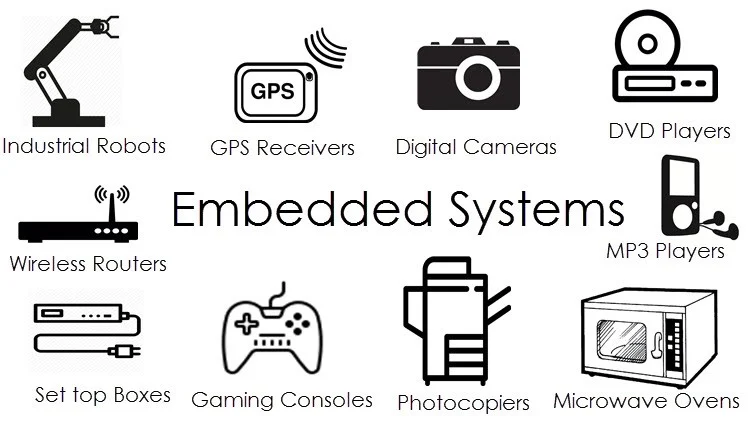 GPS
Industrial Robots
GPS Receivers
Digital Cameras
DVD Players
Embedded Systems
Wireless Routers
MP3 Players
Set top Boxes
Gaming Consoles
Photocopiers
Microwave Ovens